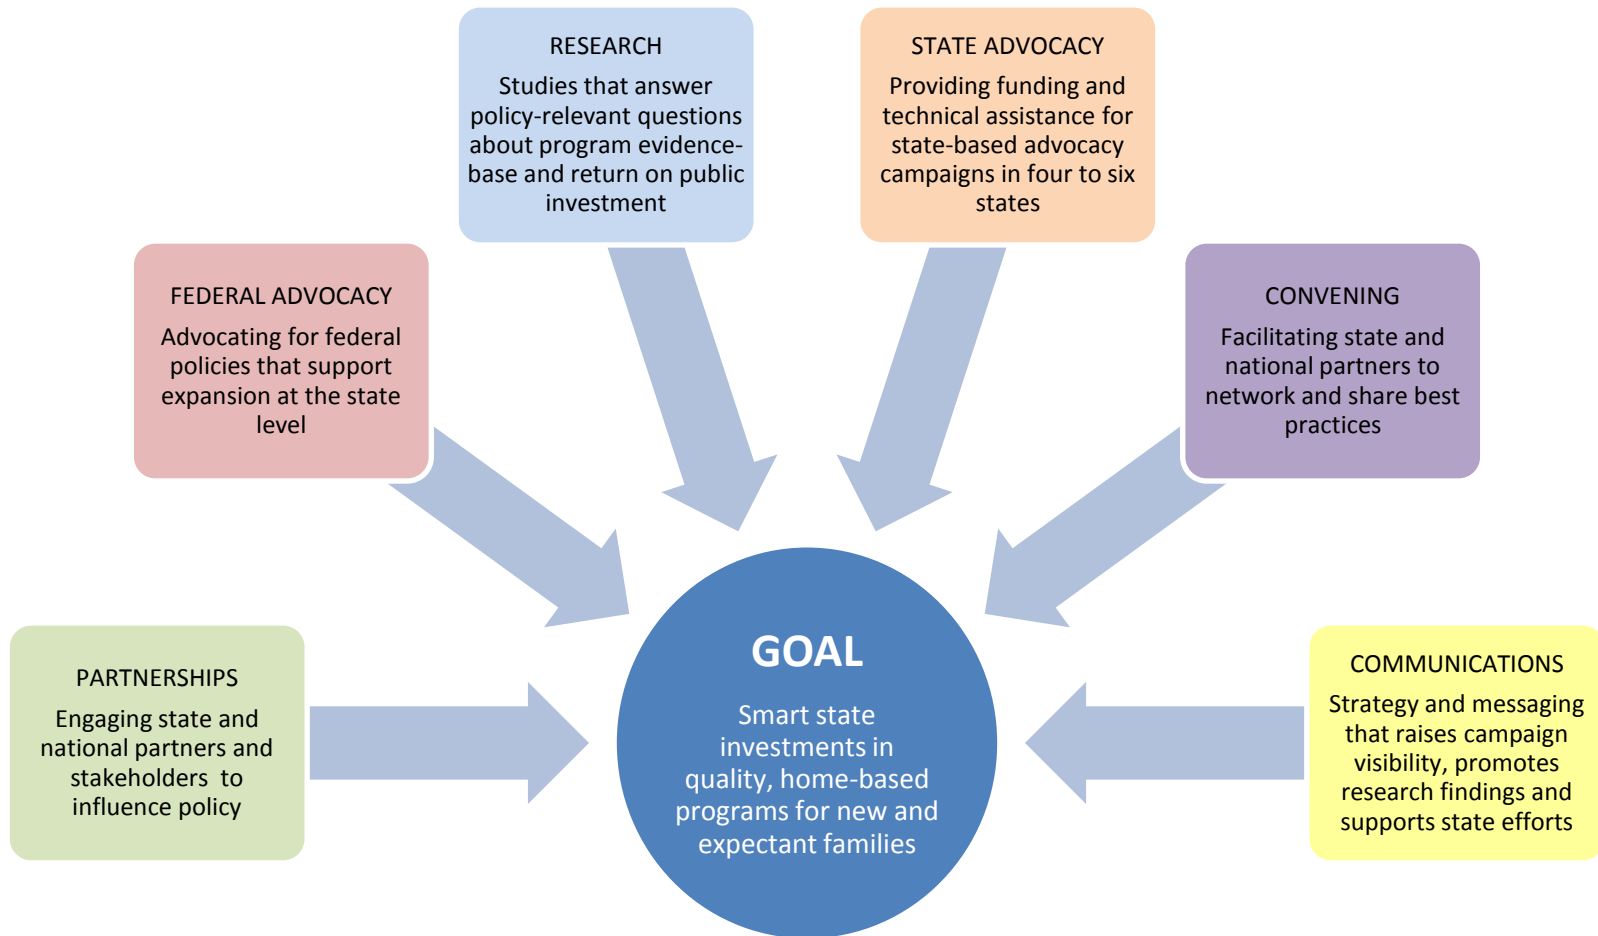 RESEARCH
Studies that answer
policy-relevant questions
about program evidence-
base and return on public
investment
STATE ADVOCACY
Providing funding and
technical assistance for
state-based advocacy
campaigns in four to six
states
FEDERAL ADVOCACY
Advocating for federal
policies that support
expansion at the state
level
CONVENING
Facilitating state and
national partners to
network and share best
practices
PARTNERSHIPS
Engaging state and
national partners and
stakeholders to
influence policy
GOAL
Smart state
investments in
quality, home-based
programs for new and
expectant families
COMMUNICATIONS
Strategy and messaging
that raises campaign
visibility, promotes
research findings and
supports state efforts